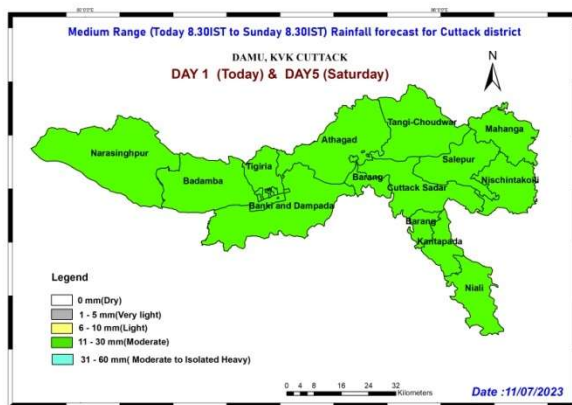 Medium Range (Today 8.30IST to Sunday 8.30IST) Rainfall forecast for Cuttack district
DAMU, KVK CUTTACK
DAY 1 (Today) & DAY5 (Saturday)
N
Tangi-Choudwar
Mahanga
Athagad
Narasinghpur
Salepur
Tigiria
Badamba
Barang
Nischintakoili
Cuttack Sadar
Banki and Dampada
Barang
Kantapada
Niali
Legend
0 mm(Dry)
1 - 5 mm(Very light)
6 - 10 mm(Light)
11 - 30 mm(Moderate)
31 - 60 mm( Moderate to Isolated Heavy)
0 4 8 16 24 32
Kilometers
Date :11/07/2023